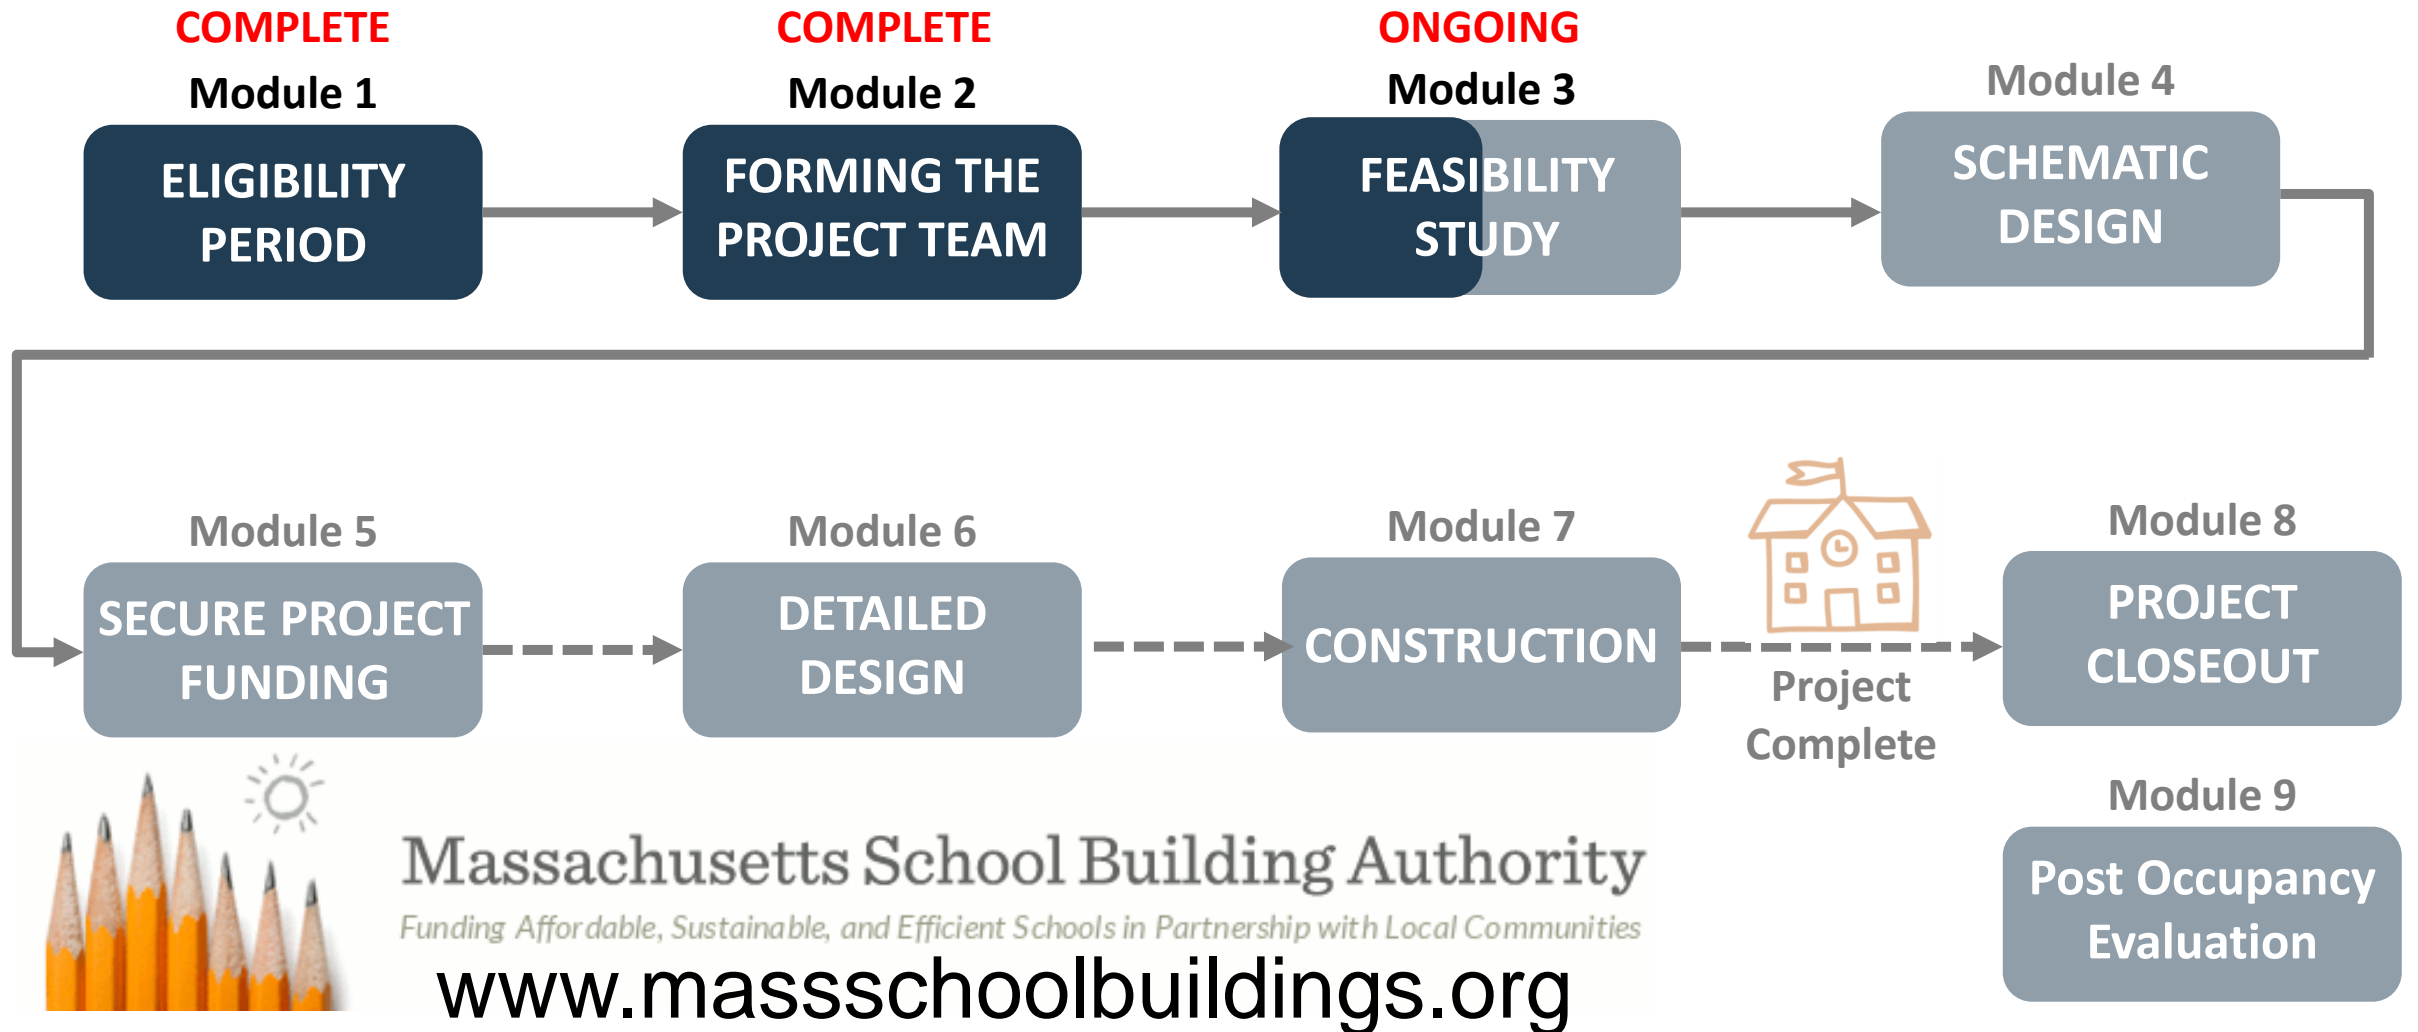 COMPLETE
Module 1
ELIGIBILITY
PERIOD
COMPLETE
Module 2
FORMING THE
PROJECT TEAM
ONGOING
Module 3
FEASIBILITY
STUDY
Module 4
SCHEMATIC
DESIGN
Module 5
SECURE PROJECT
FUNDING
Module 6
DETAILED
DESIGN
Module 7
CONSTRUCTION
Project
Complete
Module 8
PROJECT
CLOSEOUT
Module 9
Post Occupancy
Evaluation
Massachusetts School Building Authority
Funding Affordable, Sustainable, and Efficient Schools in Partnership with Local Communities
www.massschoolbuildings.org